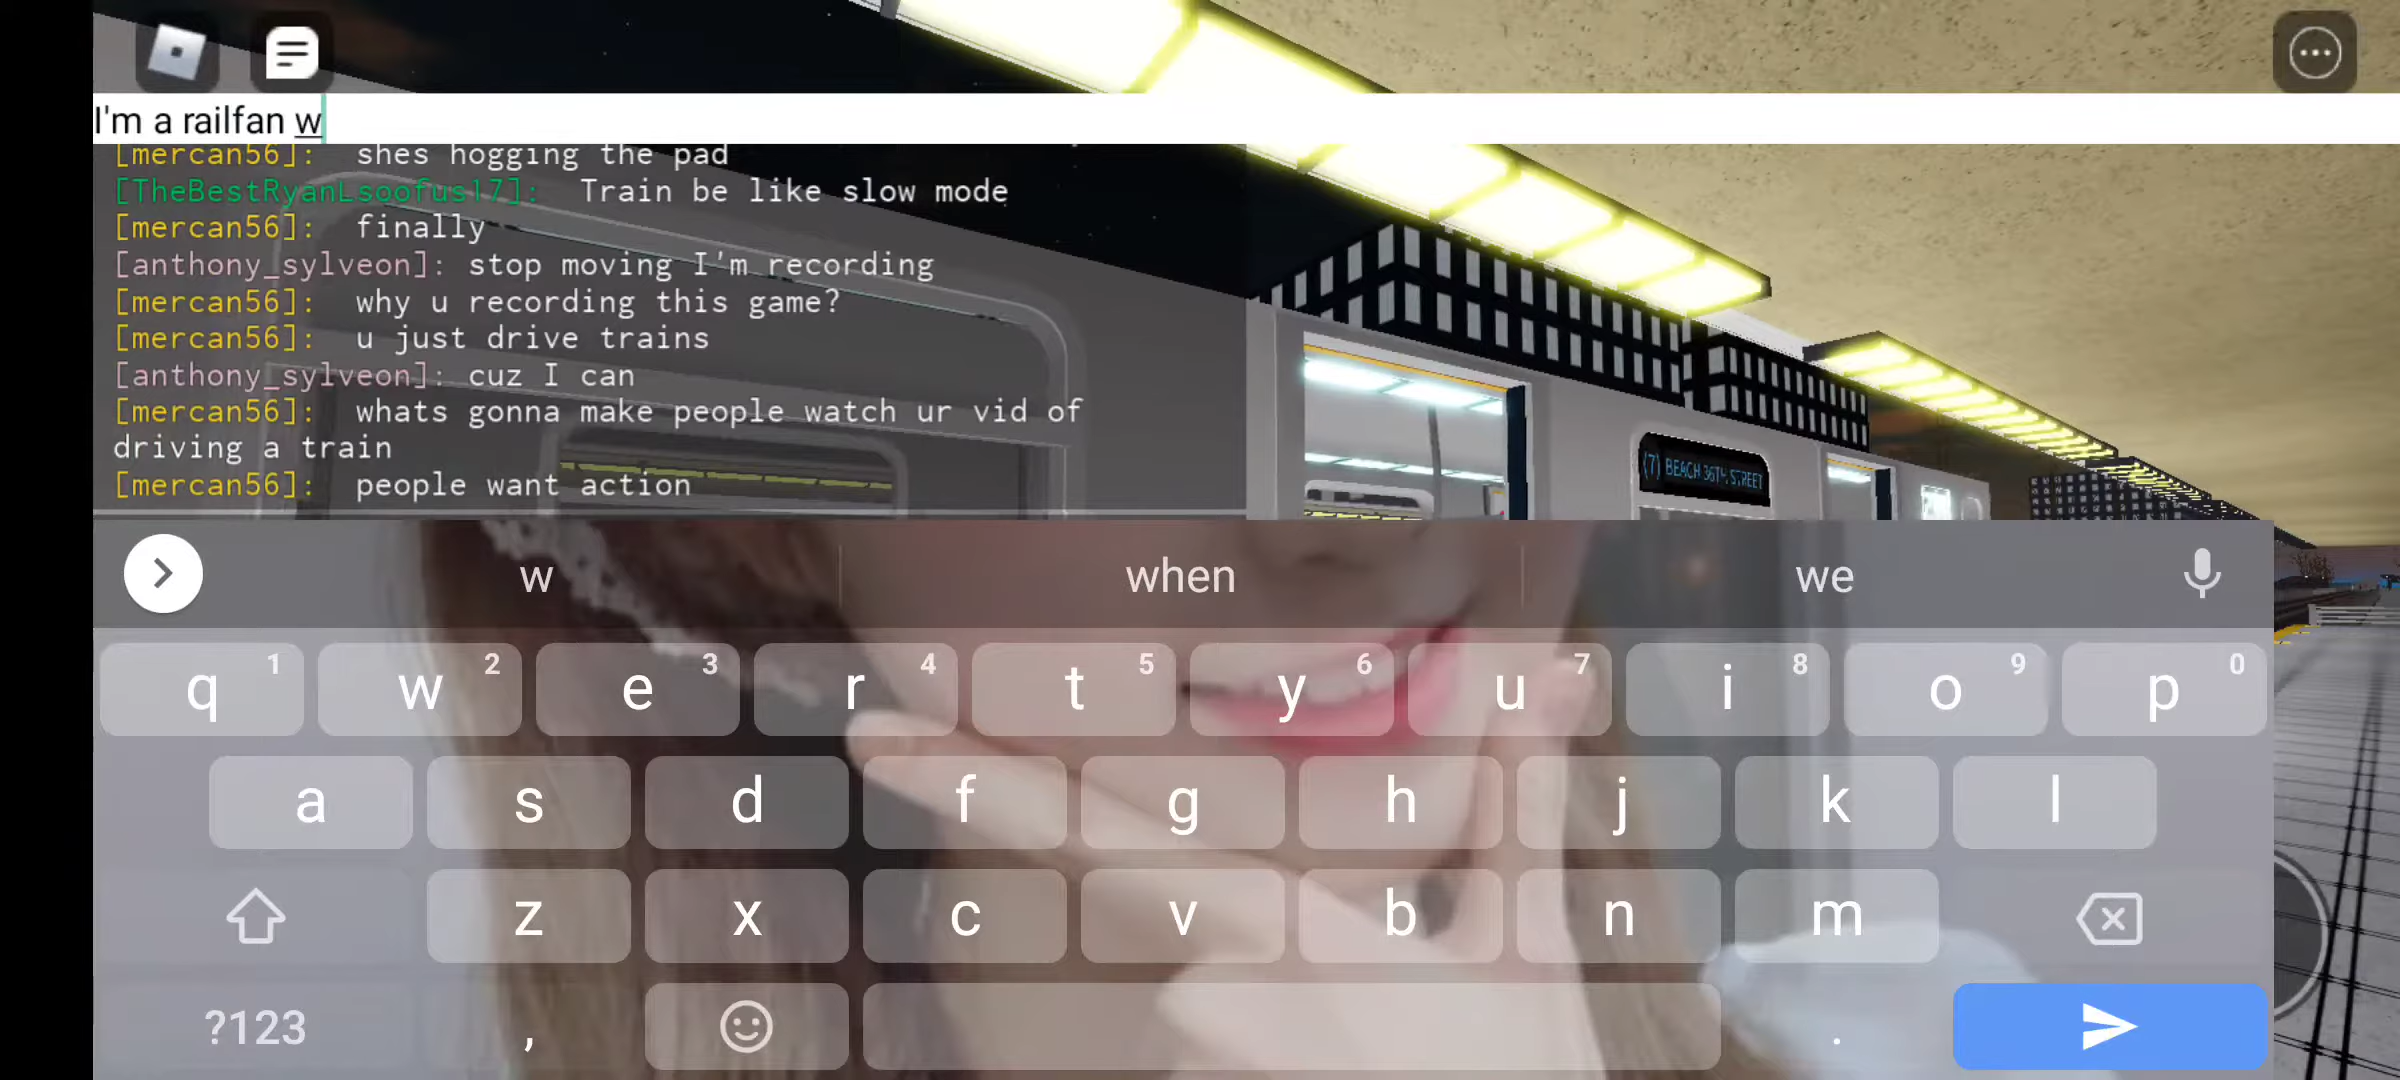 I'm a railfan w
[mercan56]: shes hogging the pad
[TheBestRyanLsoofus17]: Train be like slow mode
[mercan56]: finally
[anthony_sylveon]: stop moving I'm recording
[mercan56]: why u recording this game?
[mercan56]: u just drive trains
[anthony_sylveon]: cuz I can
[mercan56]: whats gonna make people watch ur vid of
driving a train
[mercan56]: people want action
(7) BEACH 36TH STREET
w when we
q 1 w 2 e 3 r 4 t 5 y 6 u 7 i 8 o 9 p 0
a s d f g h j k l
z x c v b n m
?123 , .